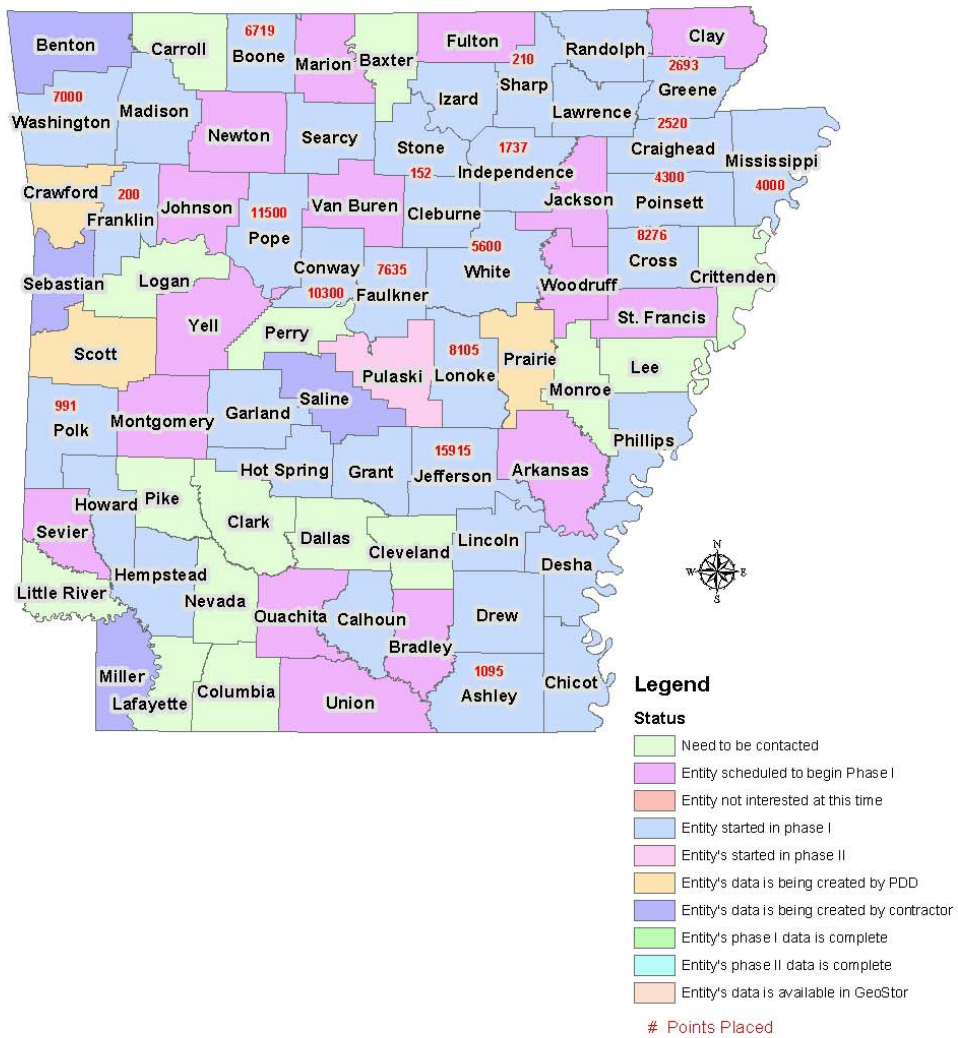 Benton
Carroll
6719
Boone
Marion
Baxter
Fulton
210
Sharp
Randolph
Clay
7000
Washington
Madison
Newton
Searcy
Izard
Lawrence
2693
Greene
Stone
1737
Independence
2520
Craighead
Mississippi
4000
Crawford
200
Franklin
Johnson
11500
Pope
Van Buren
152
Cleburne
Jackson
4300
Poinsett
Sebastian
Logan
Conway
10300
7635
Faulkner
5600
White
Woodruff
8276
Cross
Crittenden
Scott
Yell
Perry
Pulaski
8105
Lonoke
Prairie
Monroe
St. Francis
Lee
991
Polk
Montgomery
Garland
Saline
Phillips
Hot Spring
Grant
15915
Jefferson
Arkansas
Howard
Pike
Sevier
Clark
Dallas
Cleveland
Lincoln
Desha
Little River
Hempstead
Nevada
Ouachita
Calhoun
Bradley
Drew
Miller
Lafayette
Columbia
Union
1095
Ashley
Chicot
N
W E
S
Legend
Status
Need to be contacted
Entity scheduled to begin Phase I
Entity not interested at this time
Entity started in phase I
Entity's started in phase II
Entity's data is being created by PDD
Entity's data is being created by contractor
Entity's phase I data is complete
Entity's phase II data is complete
Entity's data is available in GeoStor
# Points Placed